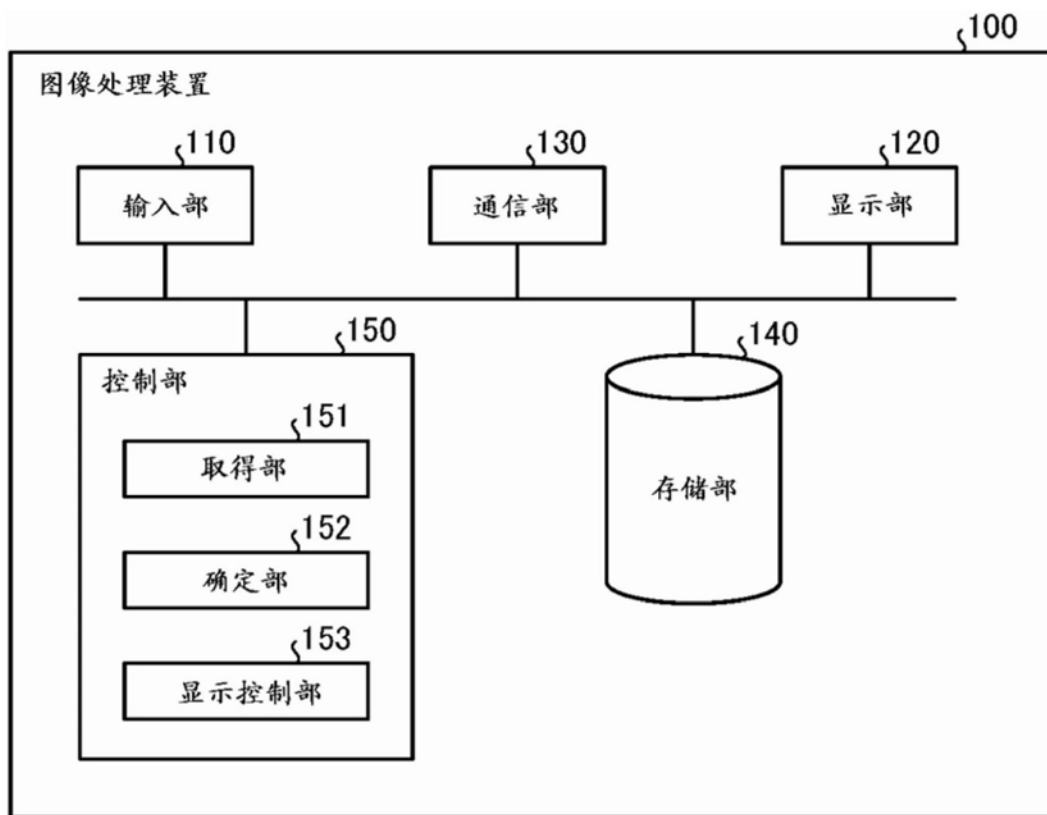 100
图像处理装置
110
130
120
输入部
通信部
显示部
150
140
控制部
151
取得部
存储部
152
确定部
153
显示控制部